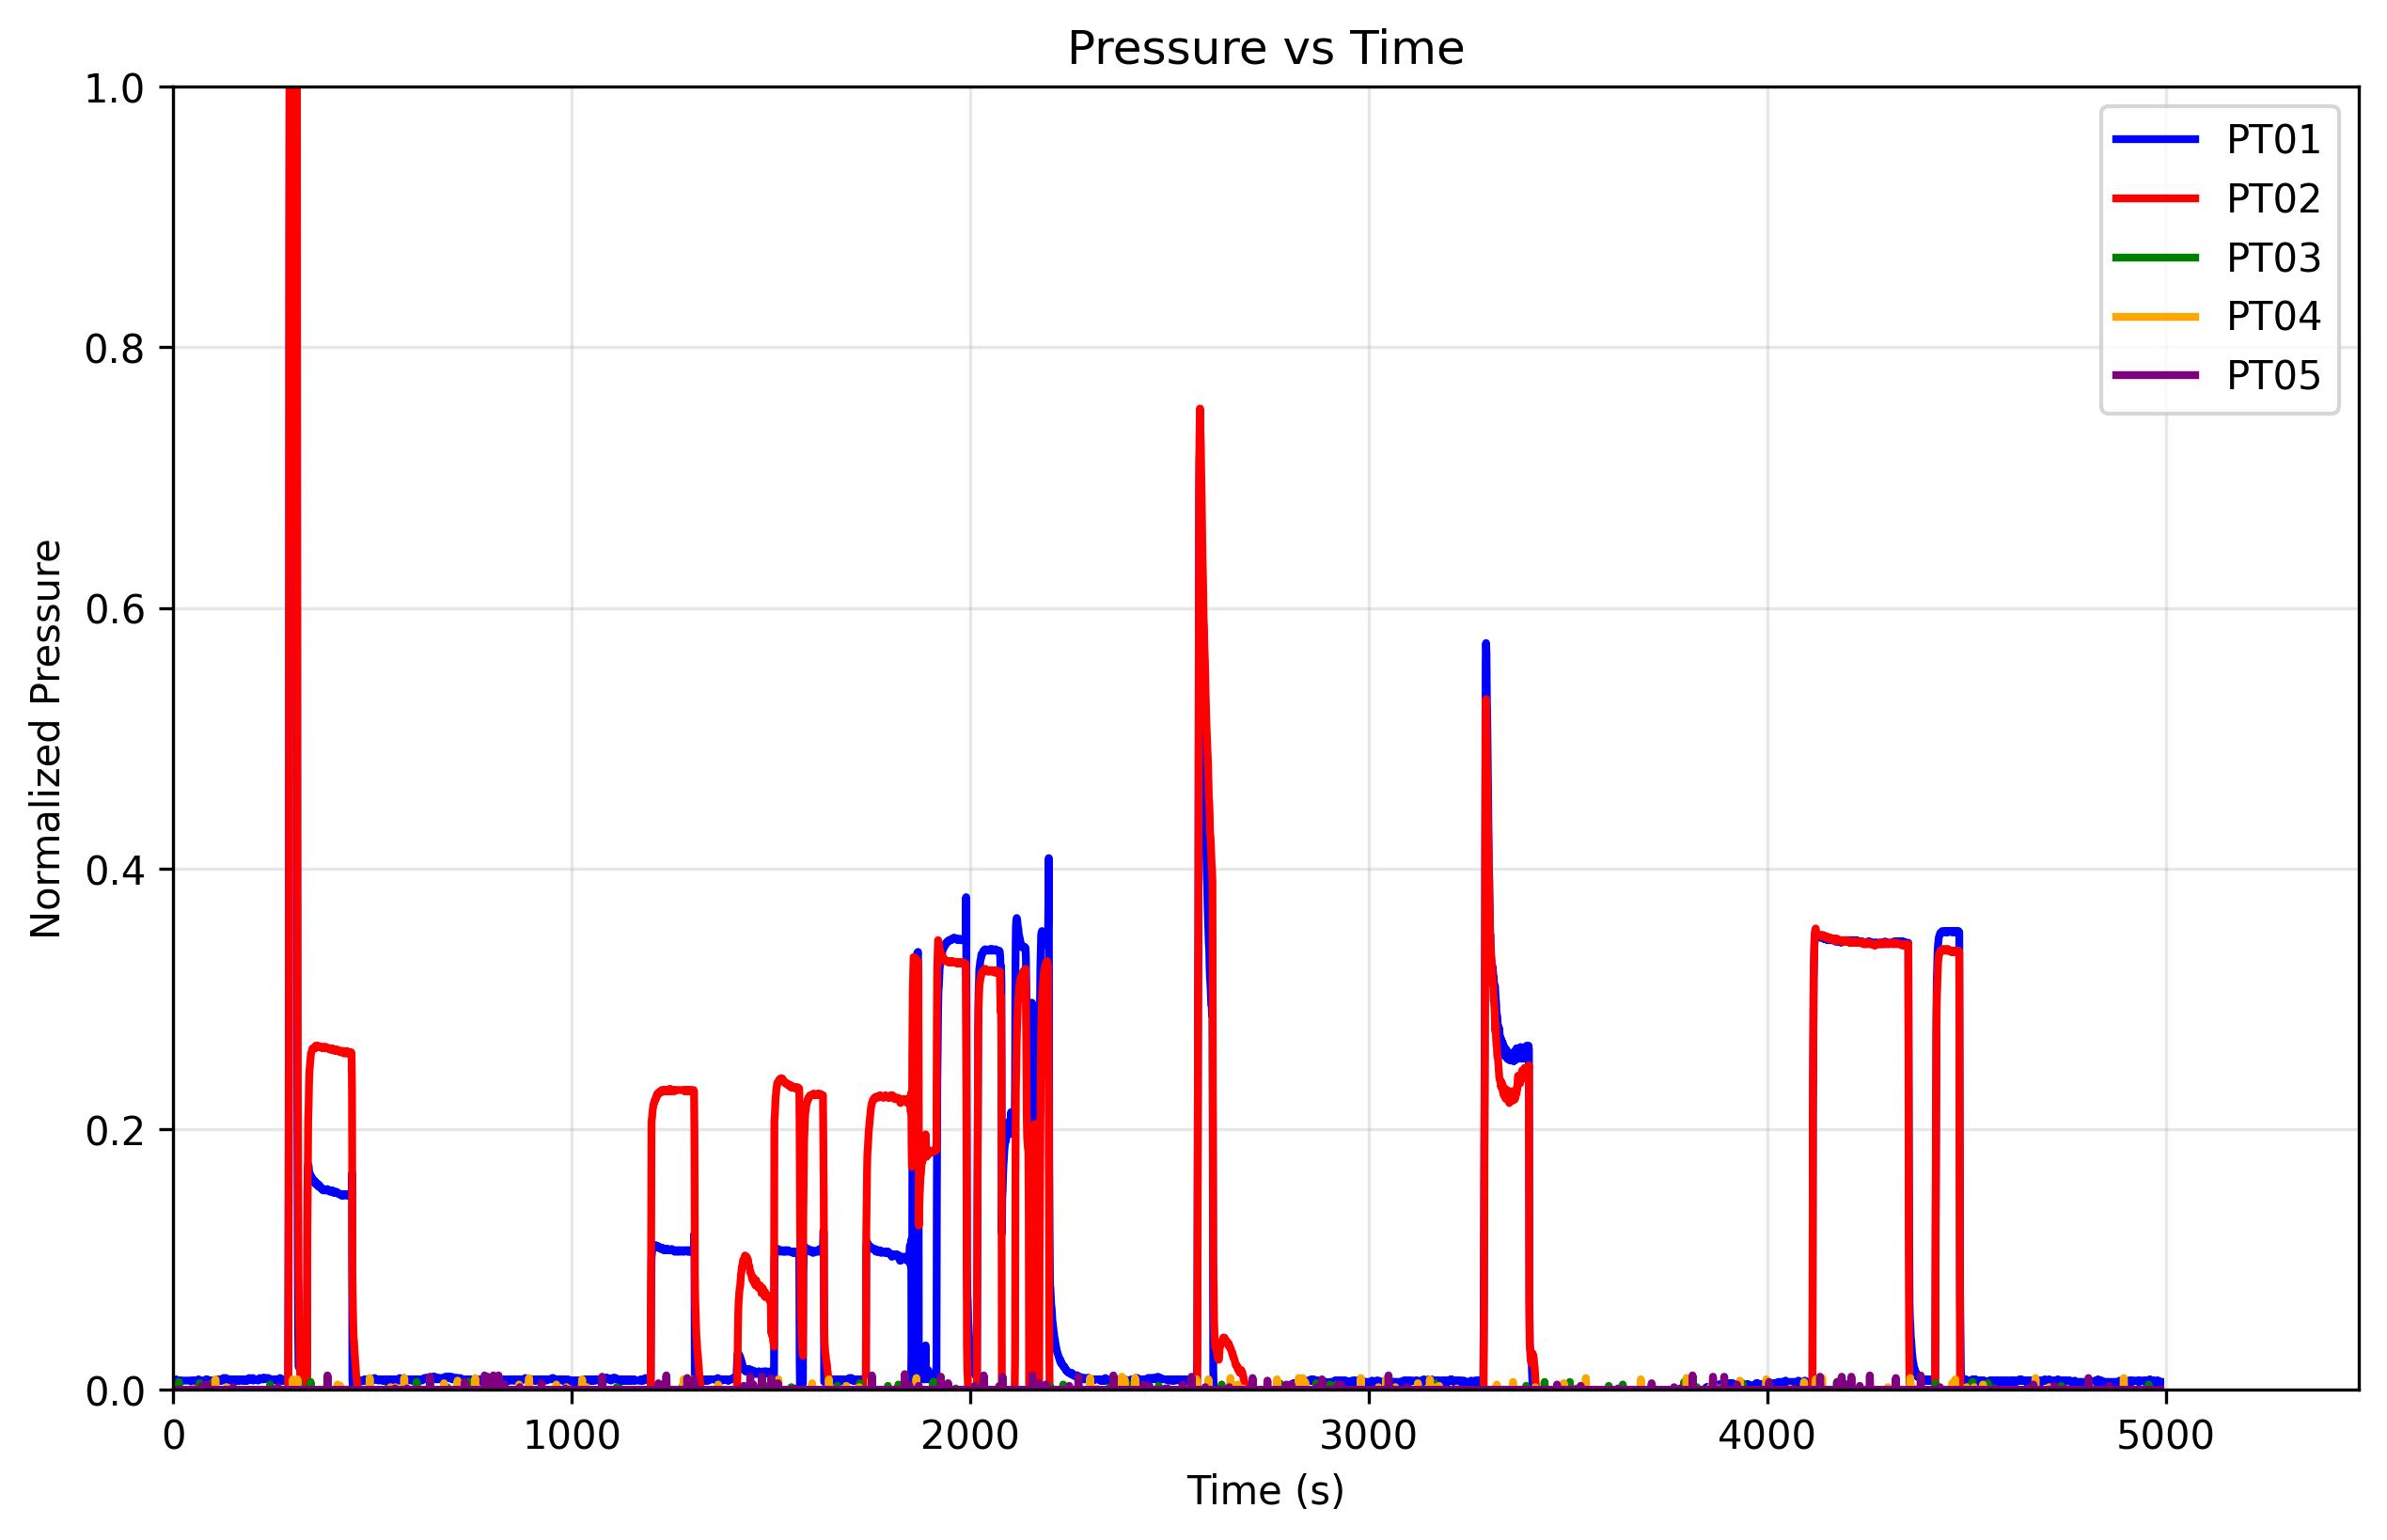 Pressure vs Time
1.0
0.8
0.6
0.4
0.2
0.0
Normalized Pressure
PT01
PT02
PT03
PT04
PT05
0 1000 2000 3000 4000 5000
Time (s)